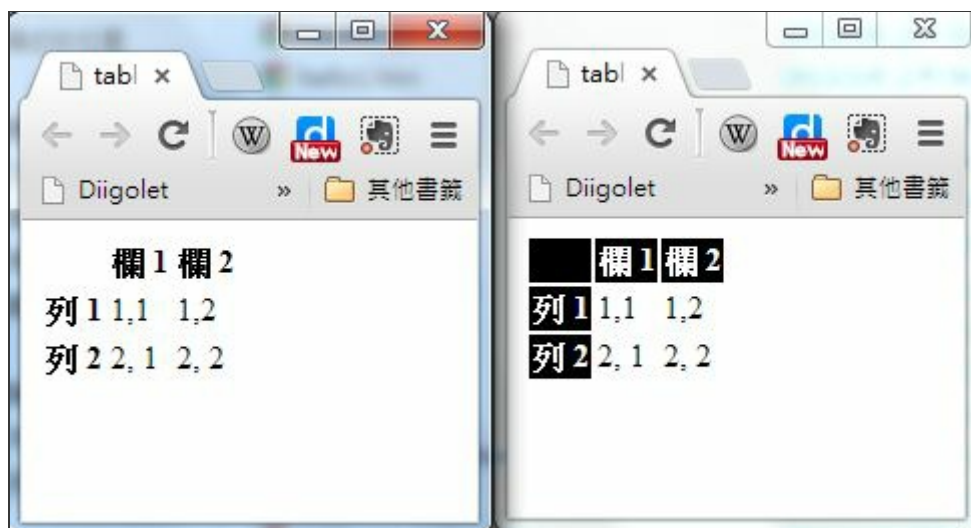 tabl
W
d
New
Diigolet » 其他書籤
欄 1 欄 2
列 1 1,1 1,2
列 2 2, 1 2, 2
tabl
W
d
New
Diigolet » 其他書籤
欄 1 欄 2
列 1 1,1 1,2
列 2 2, 1 2, 2